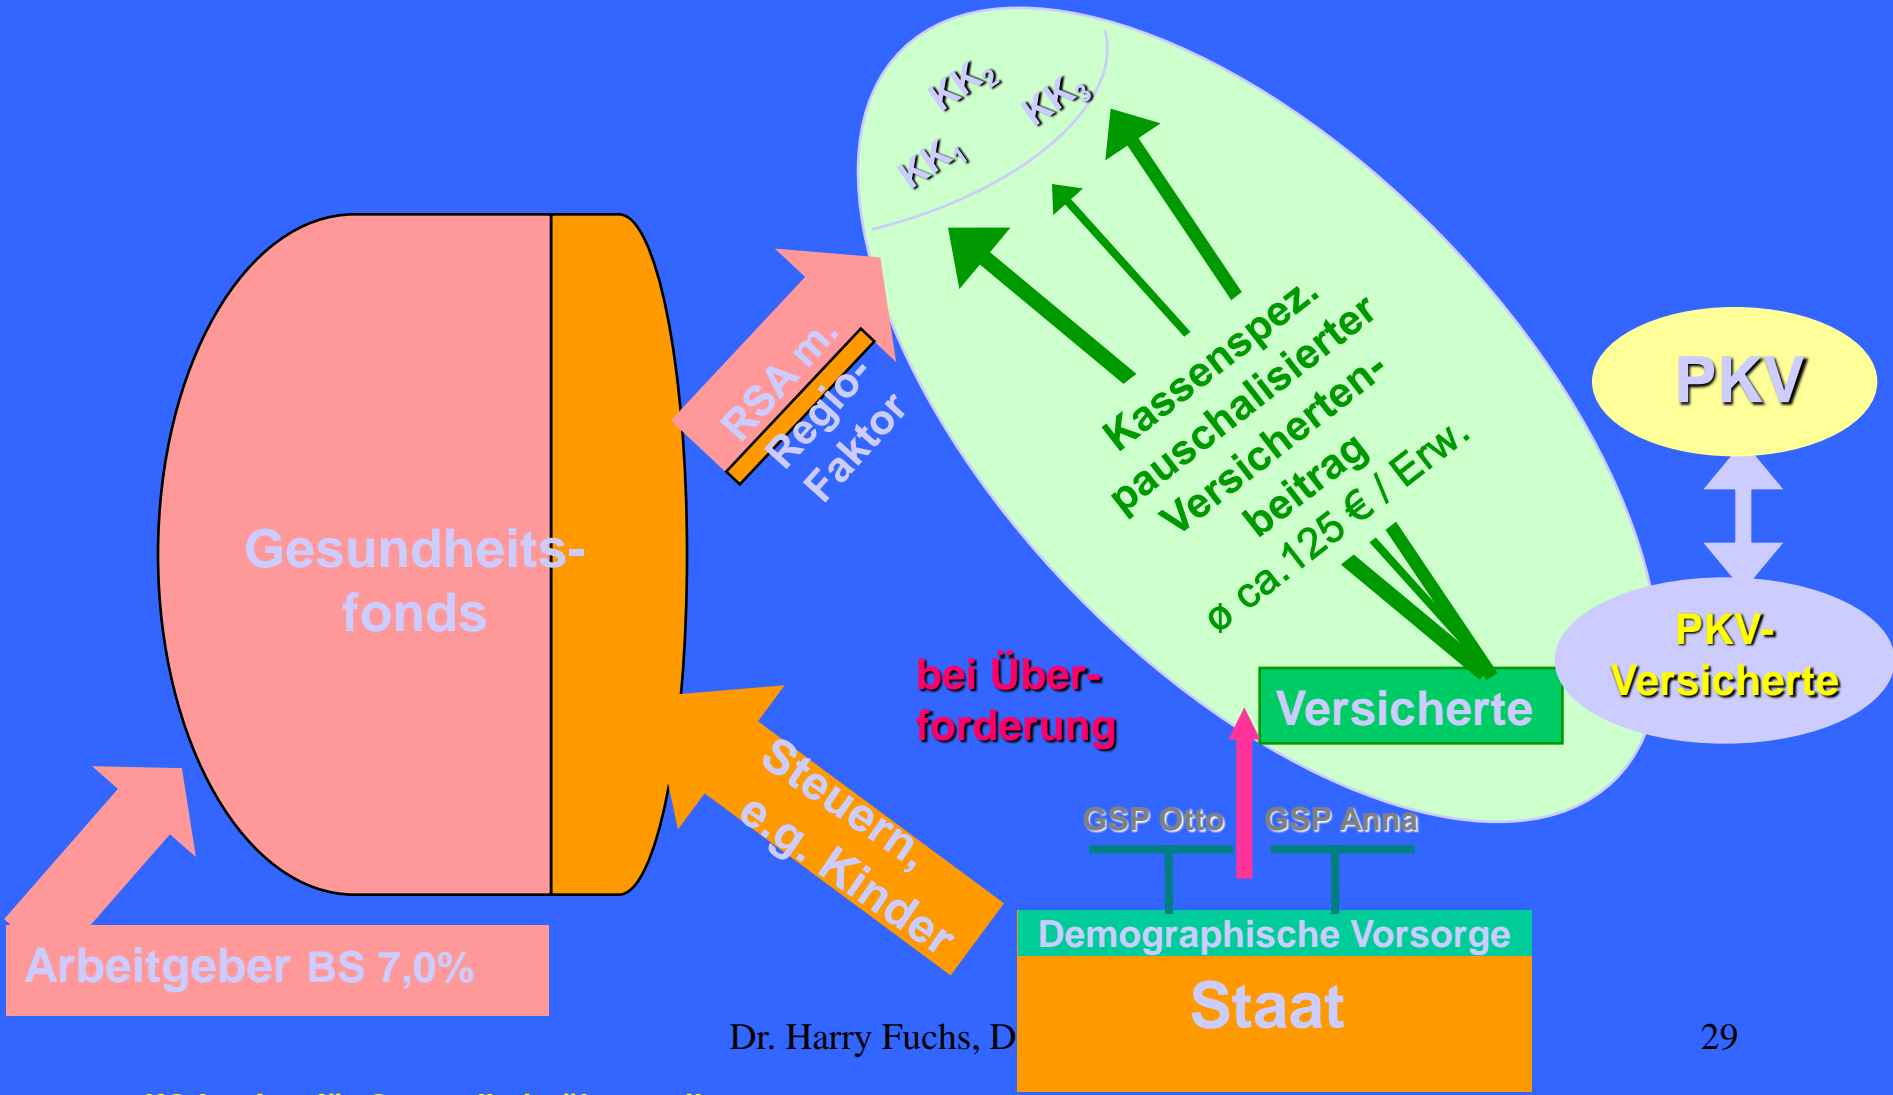 KK₂
KK₃
KK₁
Kassenspez.
pauschalisierter
Versicherten-
beitrag
ø ca. 125 € / Erw.
RSA m.
Regio-
Faktor
PKV
Gesundheits-
fonds
PKV-
Versicherte
bei Über-
forderung
Versicherte
Steuern,
e.g. Kinder
GSP Otto
GSP Anna
Demographische Vorsorge
Arbeitgeber BS 7,0%
Staat
Dr. Harry Fuchs, D
29